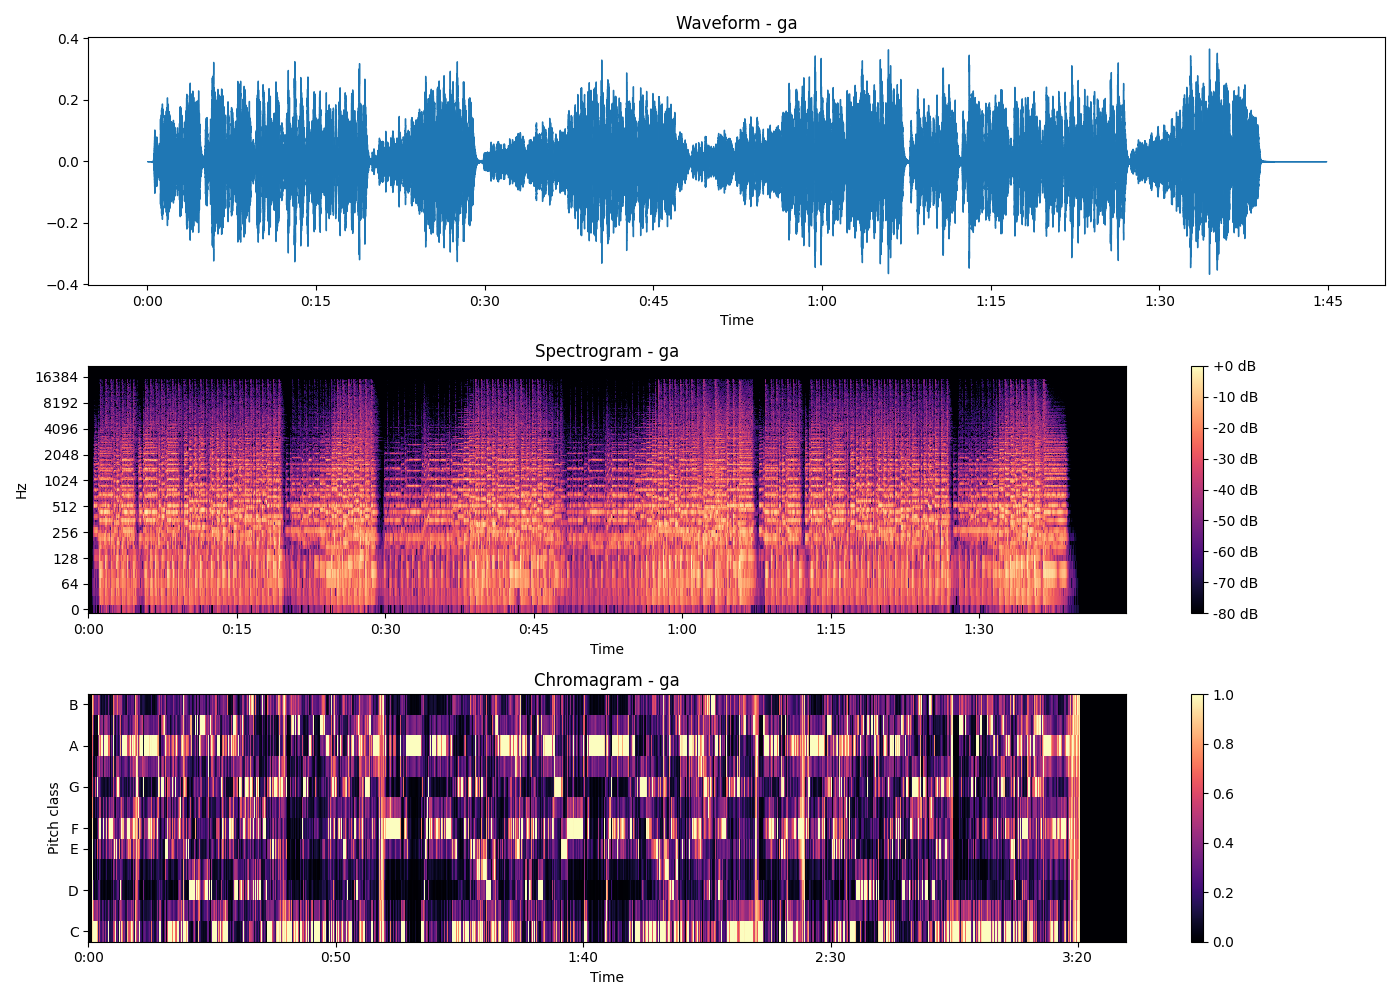 Waveform - ga
0.4
0.2
0.0
−0.2
−0.4
0:00 0:15 0:30 0:45 1:00 1:15 1:30 1:45
Time
Spectrogram - ga
Hz
16384
8192
4096
2048
1024
512
256
128
64
0
0:00 0:15 0:30 0:45 1:00 1:15 1:30
Time
+0 dB
-10 dB
-20 dB
-30 dB
-40 dB
-50 dB
-60 dB
-70 dB
-80 dB
Chromagram - ga
Pitch class
B
A
G
F
E
D
C
0:00 0:50 1:40 2:30 3:20
Time
1.0
0.8
0.6
0.4
0.2
0.0